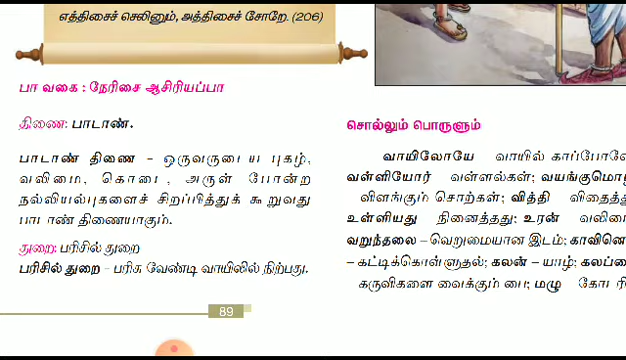 எத்திசைச் செலினும், அத்திசைச் சோறே. (206)
பா வகை : நேரிசை ஆசிரியப்பா
திணை: பாடாண்.
பாடாண் திணை – ஒருவருடைய புகழ்,
வலிமை, கொடை, அருள் போன்ற
நல்லியல்புகளைச் சிறப்பித்துக் கூறுவது
பாடாண் திணையாகும்.
துறை: பரிசில் துறை
பரிசில் துறை – பரிசு வேண்டி வாயிலில் நிற்பது.
சொல்லும் பொருளும்
வாயிலோயே வாயில் காப்போனே
வள்ளியோர் வள்ளல்கள்; வயங்குமொழி
விளங்கும் சொற்கள்; வித்தி விதைத்து
உள்ளியது நினைத்தது; உரன் வலிமை
வறுந்தலை – வெறுமையான இடம்; காவினெ
– கட்டிக்கொள்ளுதல்; கலன் – யாழ்; கலப்பை
கருவிகளை வைக்கும் பை; மழு கோடரி
89